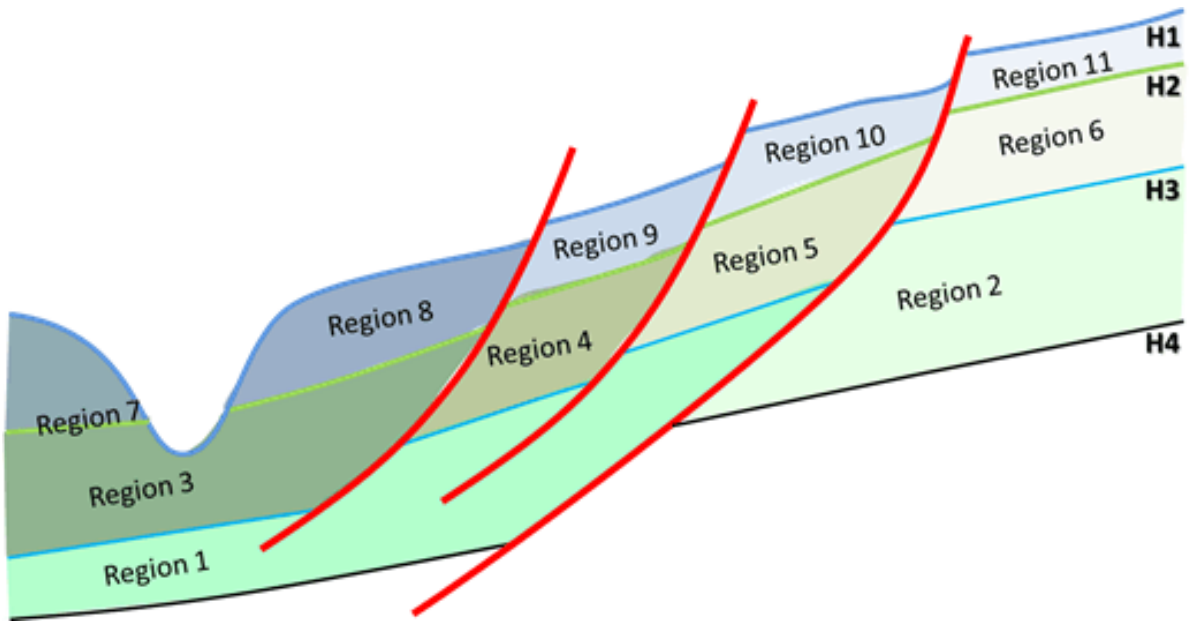 H1
Region 11
H2
Region 10
Region 6
H3
Region 9
Region 5
Region 2
Region 8
Region 4
H4
Region 7
Region 3
Region 1